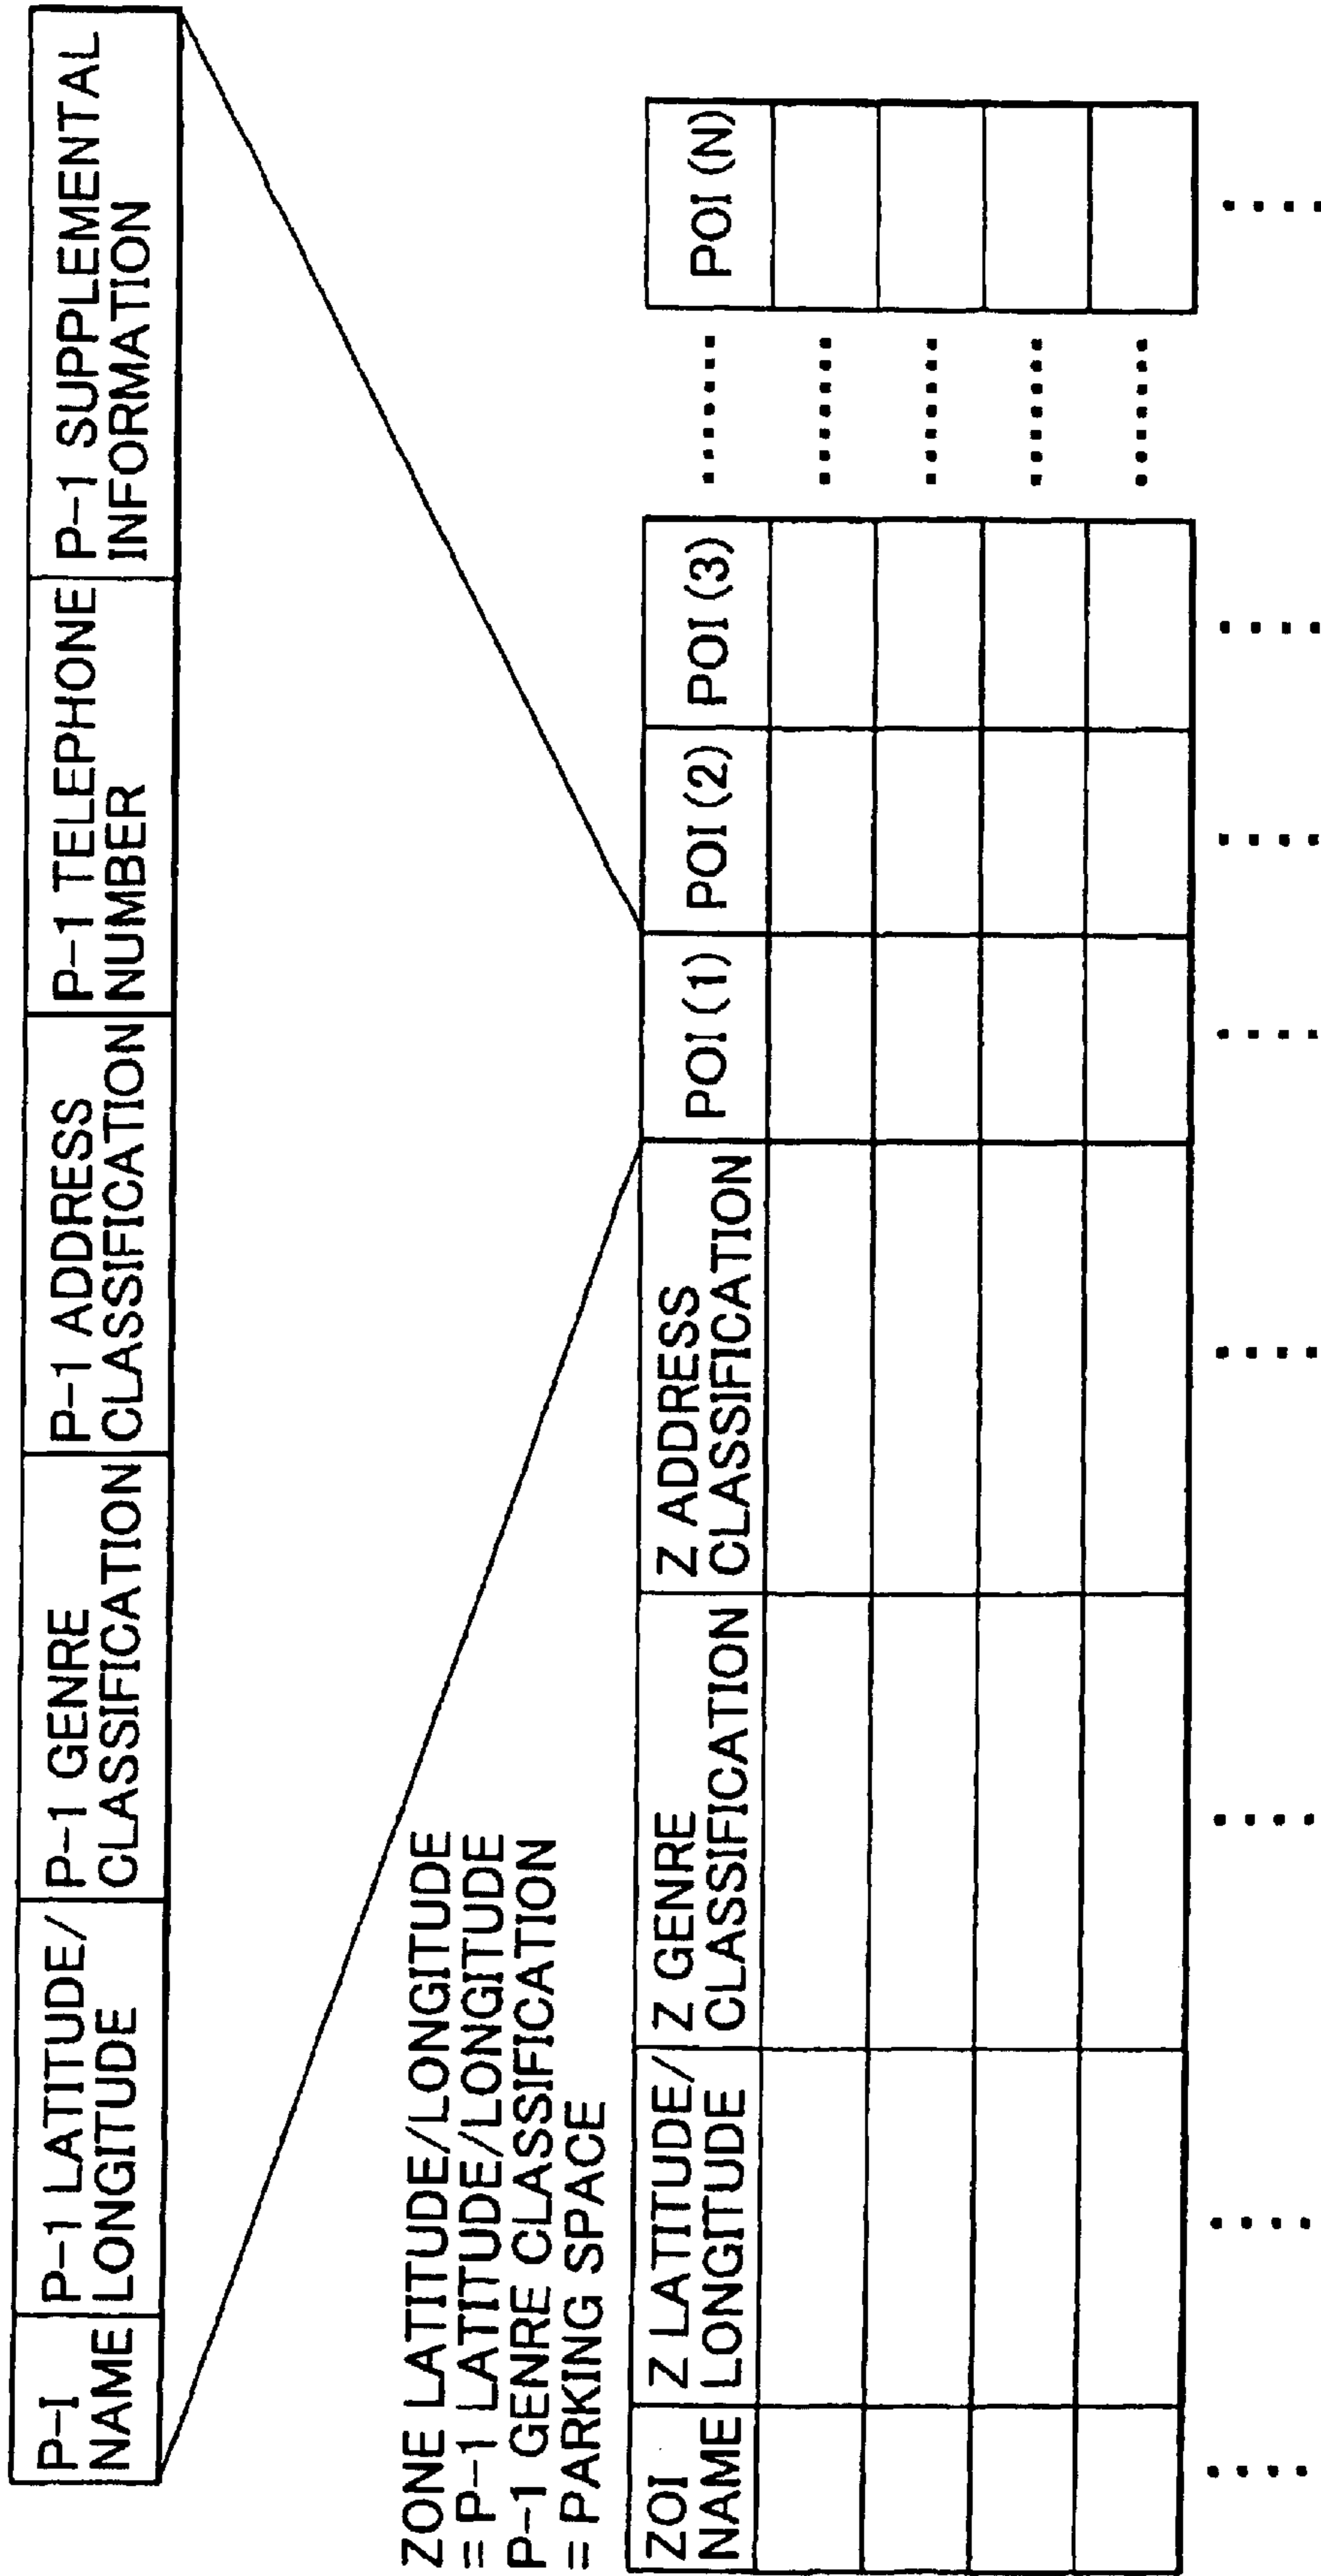 P-I
NAME
P-1 LATITUDE/
LONGITUDE
P-1 GENRE
CLASSIFICATION
P-1 ADDRESS
CLASSIFICATION
P-1 TELEPHONE
NUMBER
P-1 SUPPLEMENTAL
INFORMATION
ZONE LATITUDE/LONGITUDE
= P-1 LATITUDE/LONGITUDE
P-1 GENRE CLASSIFICATION
= PARKING SPACE
ZOI
NAME
Z LATITUDE/
LONGITUDE
Z GENRE
CLASSIFICATION
Z ADDRESS
CLASSIFICATION
POI (1)
POI (2)
POI (3)
POI (N)